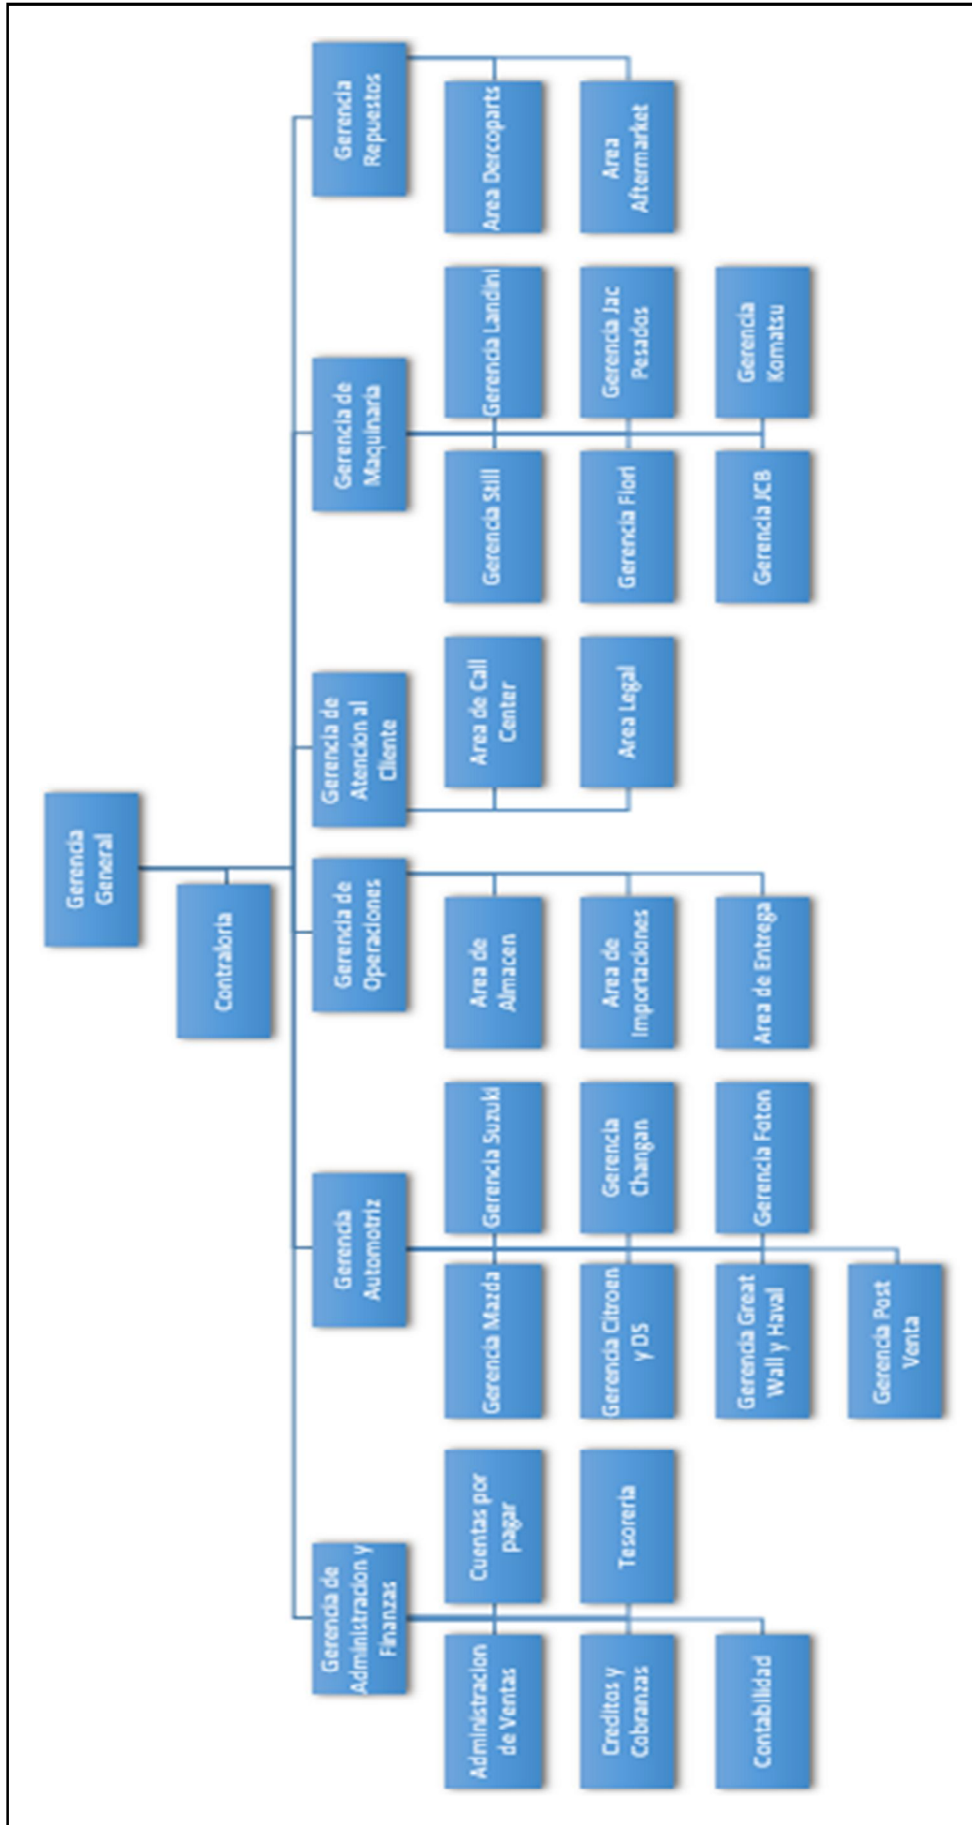 Gerencia
General
Contraloria
Gerencia de
Administracion y
Finanzas
Gerencia
Automotriz
Gerencia de
Operaciones
Gerencia de
Atencion al
Cliente
Gerencia de
Maquinaria
Gerencia
Repuestos
Administracion
de Ventas
Cuentas por
pagar
Creditos y
Cobranzas
Tesoreria
Contabilidad
Gerencia Mazda
Gerencia Suzuki
Gerencia Citroen
y DS
Gerencia
Changan
Gerencia Great
Wall y Haval
Gerencia Foton
Gerencia Post
Venta
Area de
Almacen
Area de
Importaciones
Area de Entrega
Area de Call
Center
Area Legal
Gerencia Still
Gerencia Landini
Gerencia Fiori
Gerencia Jac
Pesados
Gerencia JCB
Gerencia
Komatsu
Area Dercoparts
Area
Aftermarket